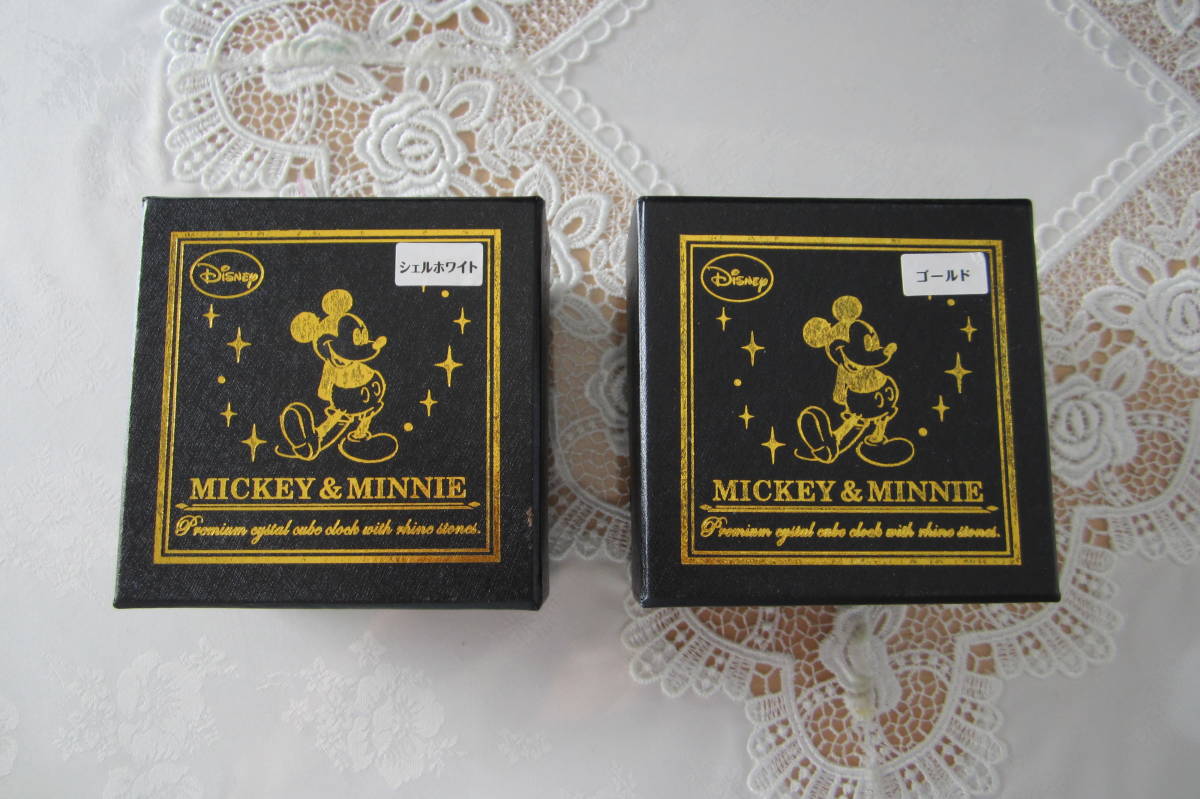 Disney
シェルホワイト
MICKEY & MINNIE
Premium cystal cube clock with rhine stones.
Disney
ゴールド
MICKEY & MINNIE
Premium cystal cube clock with rhine stones.